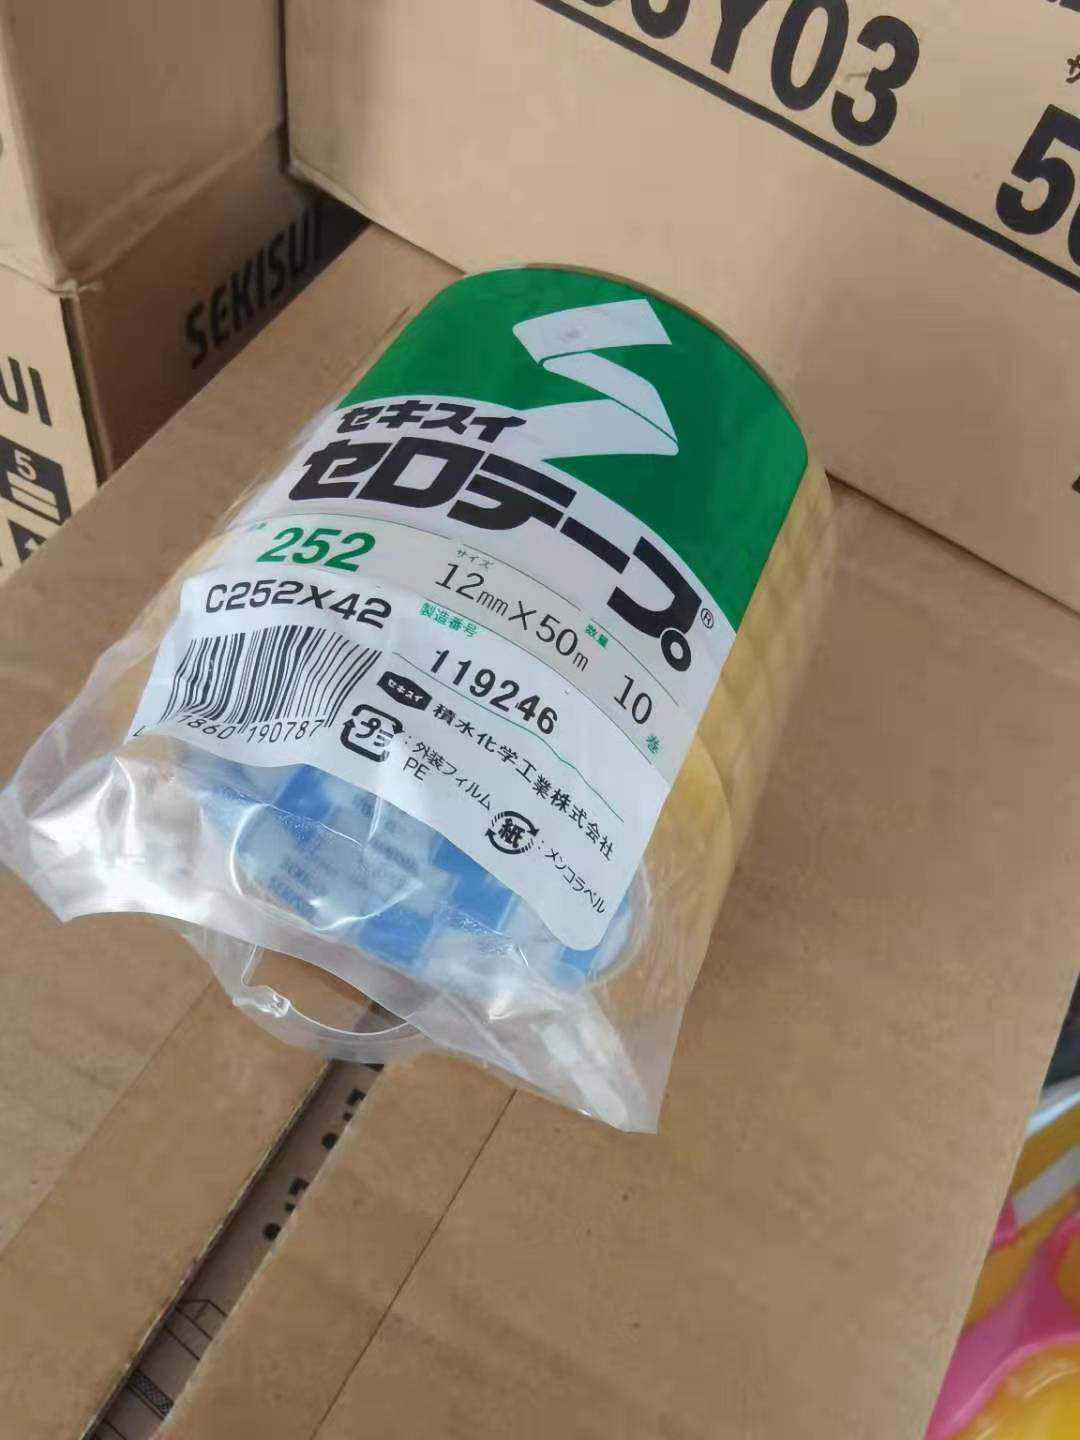 Y03
SEKISUI
UI
5
セキスイ
セロテープ。®
252
サイズ
12mm×50m
数量
10
巻
C252X42
製造番号
119246
セキスイ
積水化学工業株式会社
プラ
:外装フィルム
PE
紙
:メンコラベル
190787